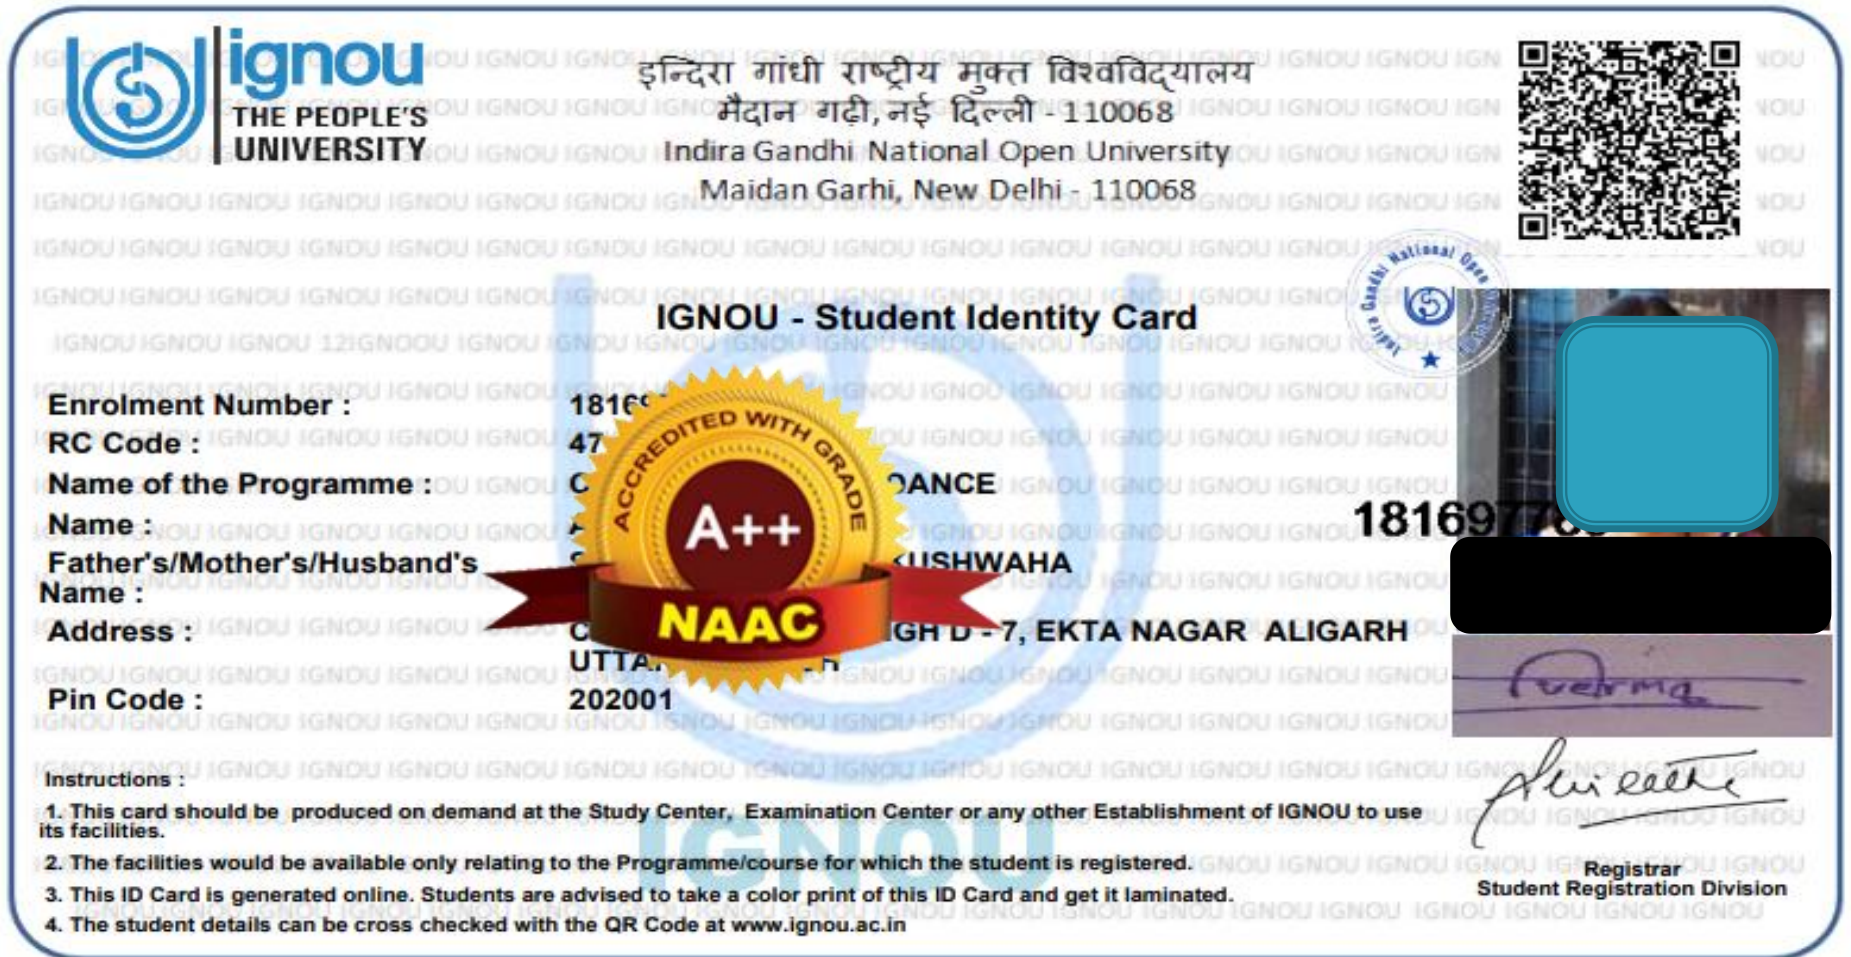 ignou
THE PEOPLE'S
UNIVERSITY
इन्दिरा गांधी राष्ट्रीय मुक्त विश्वविद्यालय
मैदान गढ़ी, नई दिल्ली - 110068
Indira Gandhi National Open University
Maidan Garhi, New Delhi - 110068
Indira Gandhi National Open
IGNOU - Student Identity Card
Enrolment Number : 1816
RC Code : 47
Name of the Programme :
Name :
Father's/Mother's/Husband's KUSHWAHA
Name :
Address : D - 7, EKTA NAGAR ALIGARH
Pin Code : 202001
ACCREDITED WITH GRADE
A++
NAAC
Instructions :
1. This card should be produced on demand at the Study Center, Examination Center or any other Establishment of IGNOU to use
its facilities.
2. The facilities would be available only relating to the Programme/course for which the student is registered.
3. This ID Card is generated online. Students are advised to take a color print of this ID Card and get it laminated.
4. The student details can be cross checked with the QR Code at www.ignou.ac.in
Registrar
Student Registration Division
IGNOU